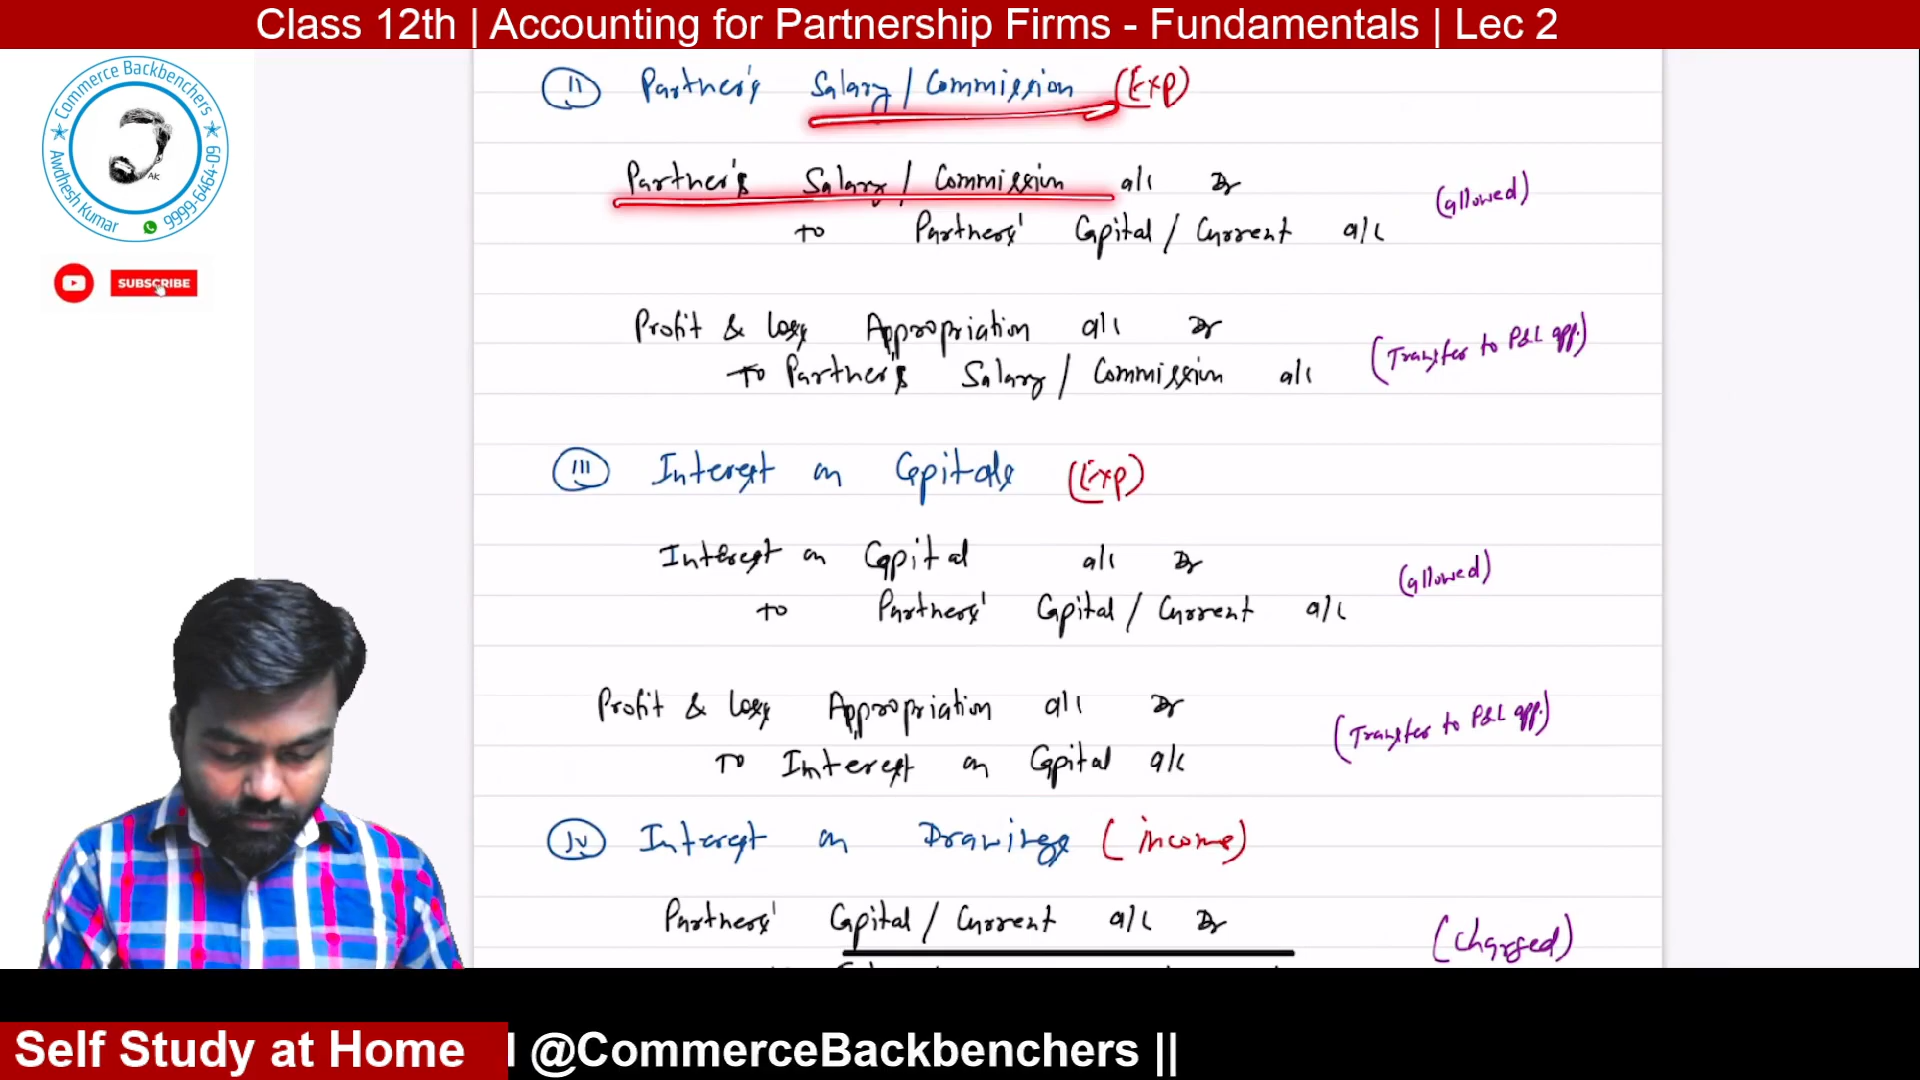 Class 12th | Accounting for Partnership Firms - Fundamentals | Lec 2
Commerce Backbenchers
AK
Awdhesh Kumar 9999-6464-09
SUBSCRIBE
(ii) Partner's Salary / Commission (Exp)
Partner's Salary / Commission a/c Dr (allowed)
To Partners' Capital / Current a/c
Profit & Loss Appropriation a/c Dr (Transfer to P&L app.)
To Partner's Salary / Commission a/c
(iii) Interest on Capitals (Exp)
Interest on Capital a/c Dr (allowed)
To Partners' Capital / Current a/c
Profit & Loss Appropriation a/c Dr (Transfer to P&L app.)
To Interest on Capital a/c
(iv) Interest on Drawings (income)
Partners' Capital / Current a/c Dr (charged)
Self Study at Home
@CommerceBackbenchers ||